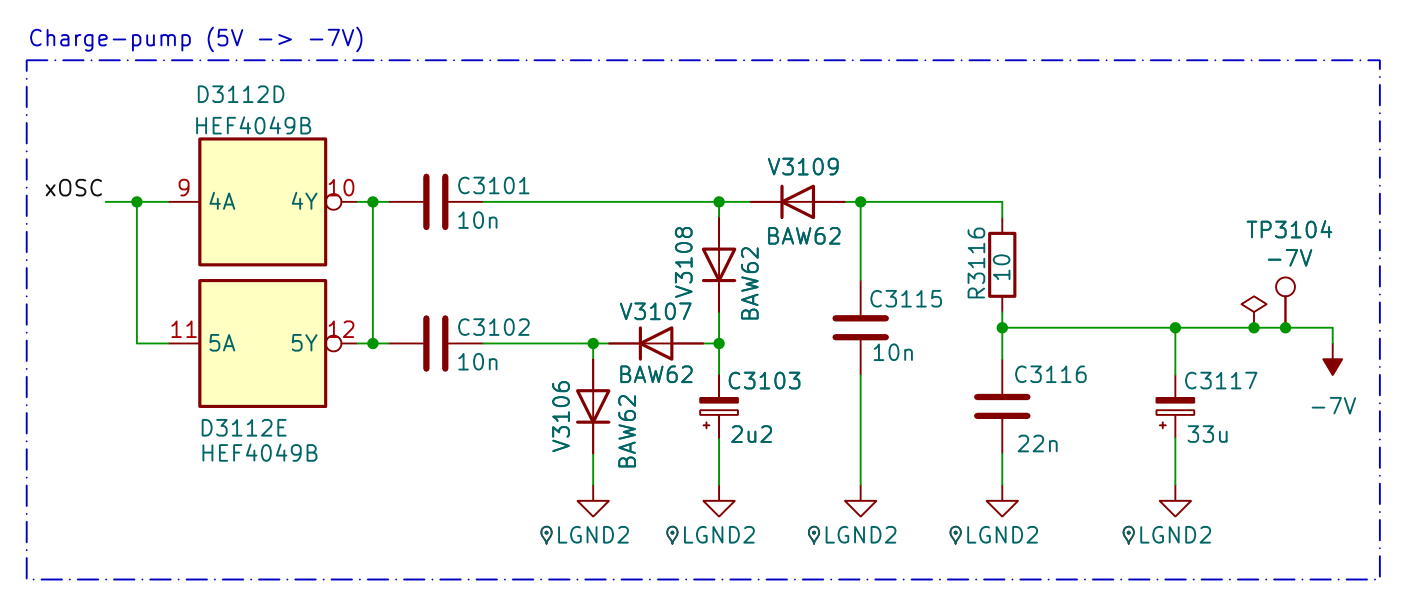 Charge-pump (5V -> -7V)
D3112D
HEF4049B
xOSC
9
4A
4Y
10
C3101
10n
V3109
BAW62
V3108
BAW62
R3116
10
TP3104
-7V
11
5A
5Y
12
C3102
10n
V3107
BAW62
C3115
10n
V3106
BAW62
C3103
+
2u2
C3116
22n
C3117
+
33u
-7V
D3112E
HEF4049B
LGND2
LGND2
LGND2
LGND2
LGND2